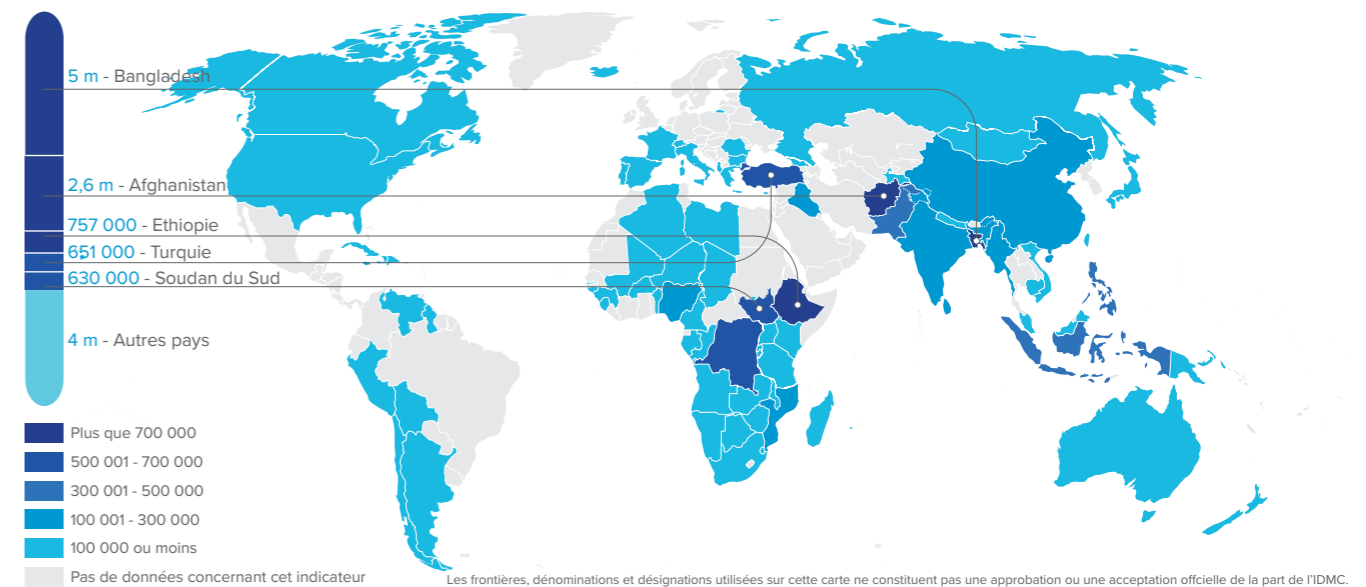 5 m - Bangladesh
2,6 m - Afghanistan
757 000 - Ethiopie
651 000 - Turquie
630 000 - Soudan du Sud
4 m - Autres pays
Plus que 700 000
500 001 - 700 000
300 001 - 500 000
100 001 - 300 000
100 000 ou moins
Pas de données concernant cet indicateur
Les frontières, dénominations et désignations utilisées sur cette carte ne constituent pas une approbation ou une acceptation offcielle de la part de l'IDMC.